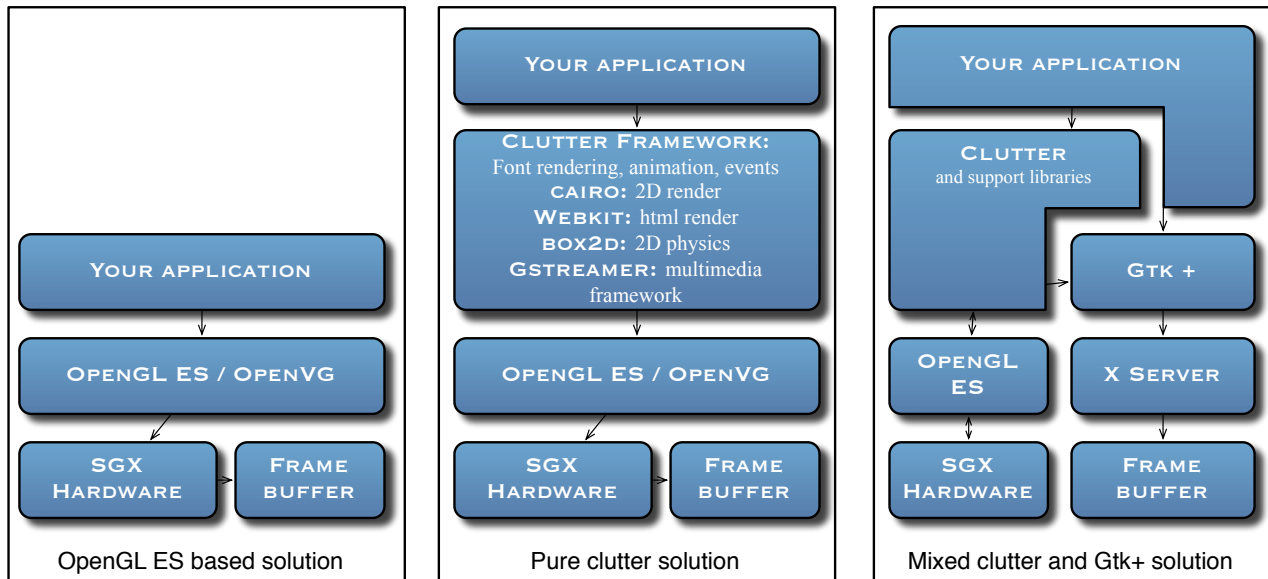 Your application
OpenGL ES / OpenVG
SGX
Hardware
Frame
buffer
OpenGL ES based solution
Your application
Clutter Framework:
Font rendering, animation, events
cairo: 2D render
Webkit: html render
box2d: 2D physics
Gstreamer: multimedia
framework
OpenGL ES / OpenVG
SGX
Hardware
Frame
buffer
Pure clutter solution
Your application
Clutter
and support libraries
Gtk +
OpenGL
ES
X Server
SGX
Hardware
Frame
buffer
Mixed clutter and Gtk+ solution